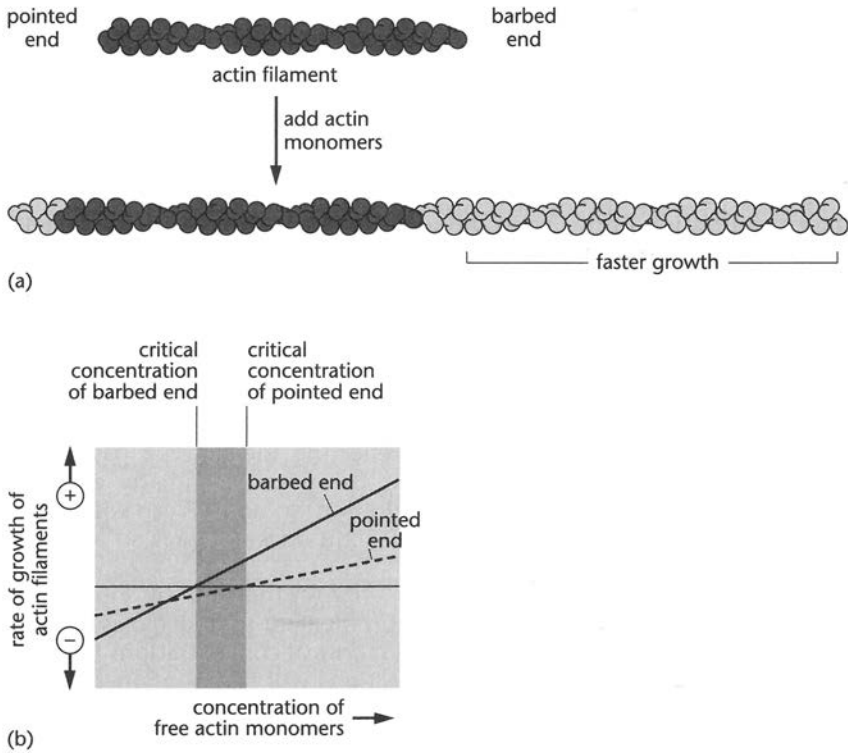 pointed
end
barbed
end
actin filament
add actin
monomers
faster growth
(a)
critical
concentration
of barbed end
critical
concentration
of pointed end
+
barbed end
pointed
end
rate of growth of
actin filaments
−
concentration of
free actin monomers
(b)